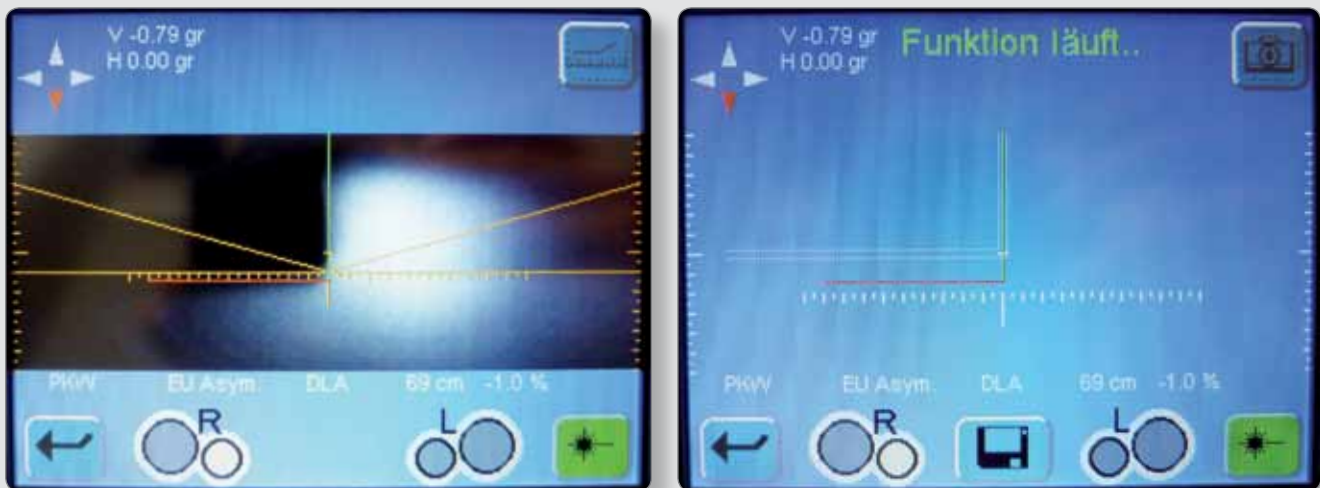 V -0.79 gr
H 0.00 gr
PKW EU Asym. DLA 69 cm -1.0 %
R L
V -0.79 gr
H 0.00 gr
Funktion läuft..
PKW EU Asym. DLA 69 cm -1.0 %
R L